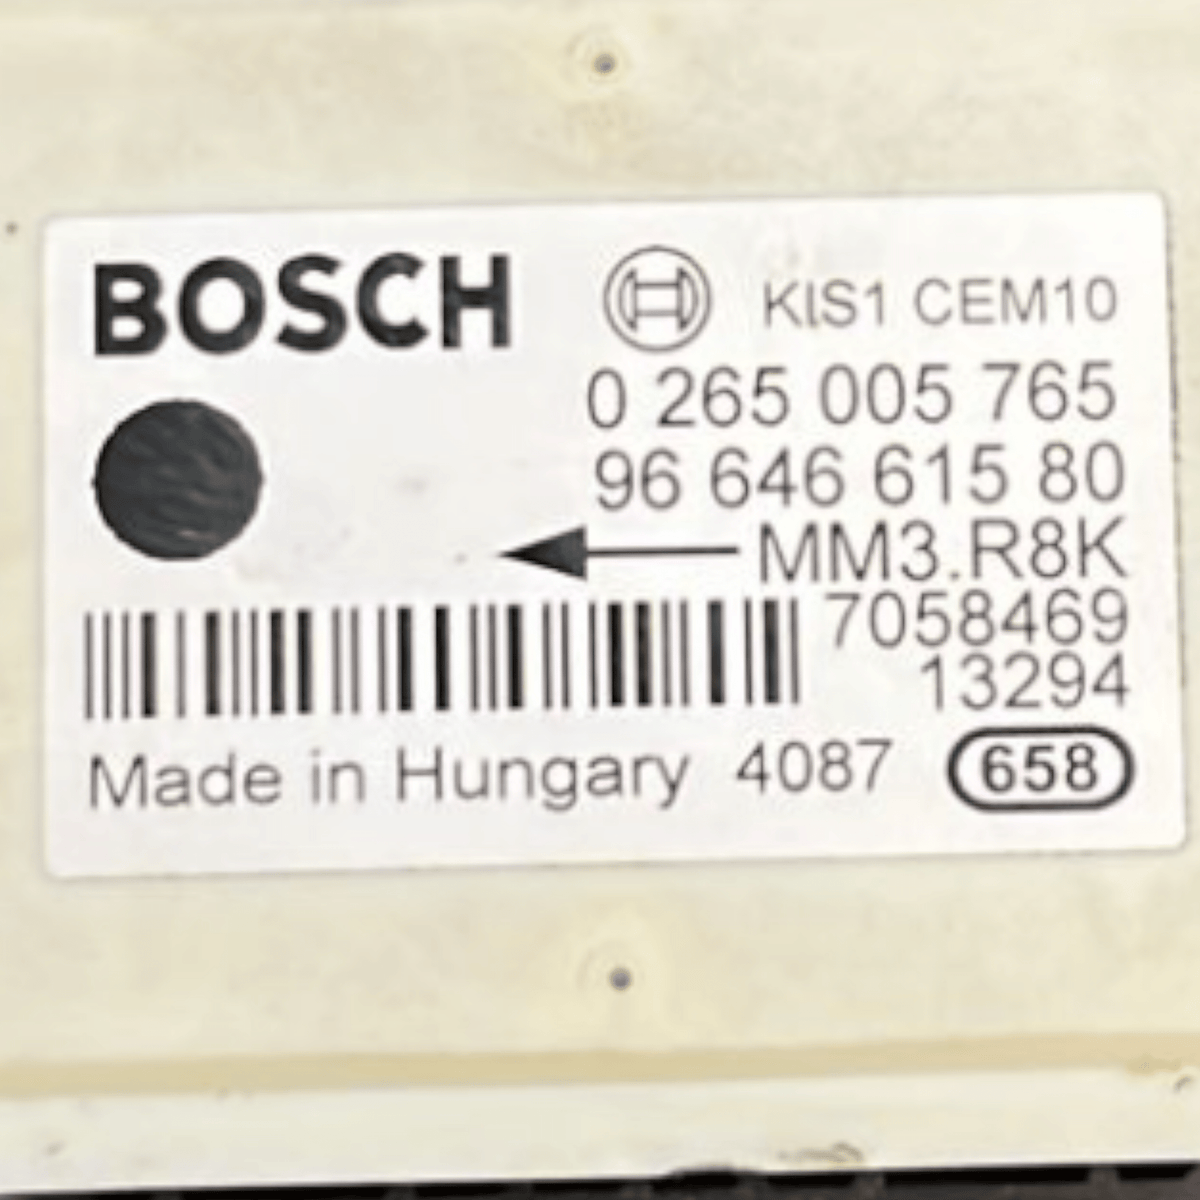 BOSCH KIS1 CEM10
0 265 005 765
96 646 615 80
MM3.R8K
7058469
13294
Made in Hungary 4087 658